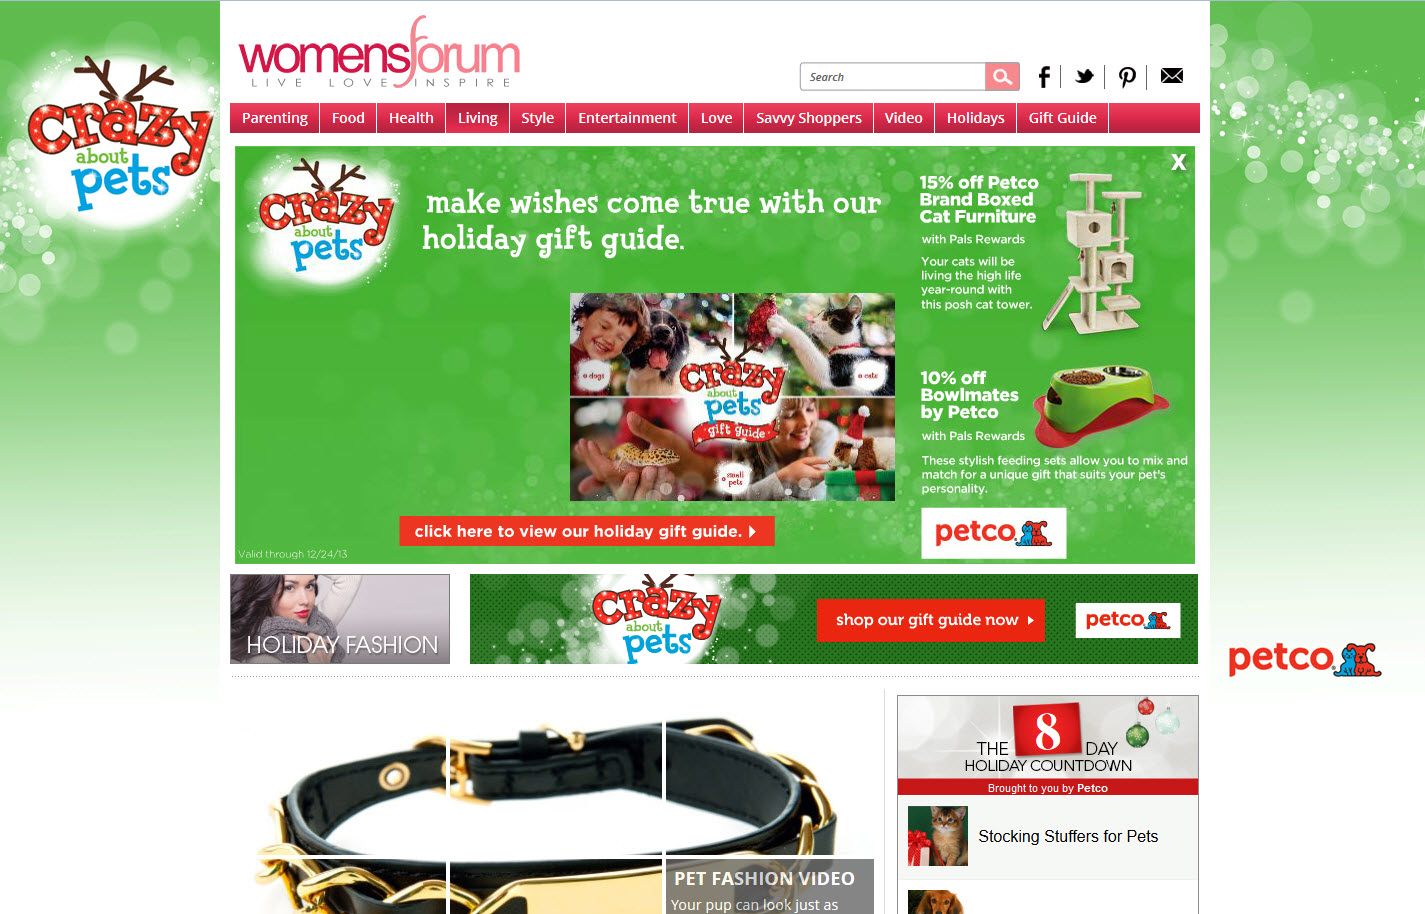 crazy
about
pets
womensforum
LIVE LOVE INSPIRE
Search
Parenting Food Health Living Style Entertainment Love Savvy Shoppers Video Holidays Gift Guide
X
crazy
about
pets
make wishes come true with our
holiday gift guide.
dogs
cats
crazy
about
pets
gift guide
small
pets
click here to view our holiday gift guide.
Valid through 12/24/13
15% off Petco
Brand Boxed
Cat Furniture
with Pals Rewards
Your cats will be
living the high life
year-round with
this posh cat tower.
10% off
Bowlmates
by Petco
with Pals Rewards
These stylish feeding sets allow you to mix and
match for a unique gift that suits your pet's
personality.
petco
HOLIDAY FASHION
crazy
about
pets
shop our gift guide now
petco
petco
PET FASHION VIDEO
Your pup can look just as
THE 8 DAY
HOLIDAY COUNTDOWN
Brought to you by Petco
Stocking Stuffers for Pets